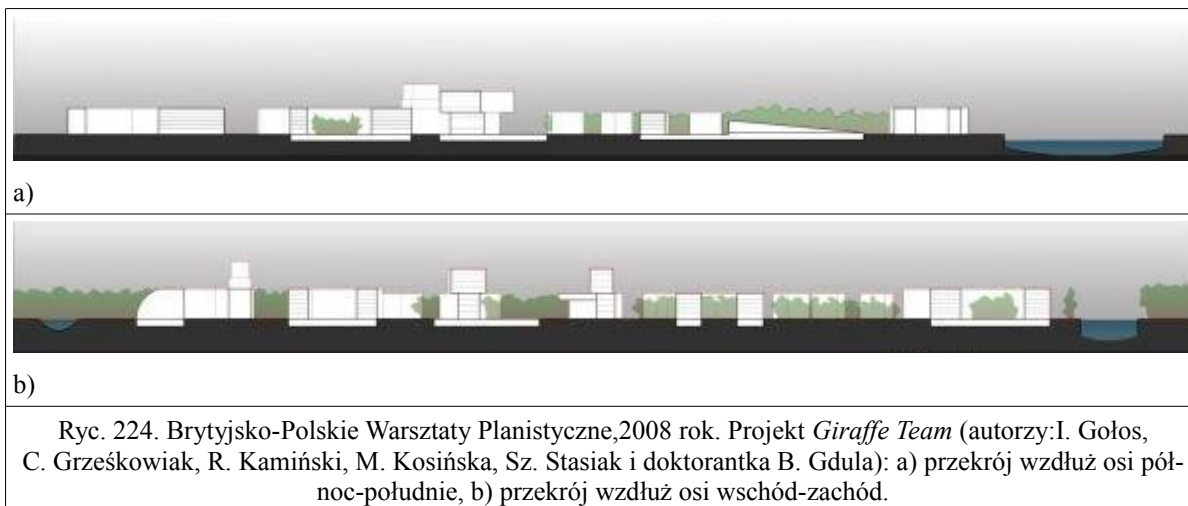 a)
b)
Ryc. 224. Brytyjsko-Polskie Warsztaty Planistyczne,2008 rok. Projekt Giraffe Team (autorzy:I. Gołos,
C. Grześkowiak, R. Kamiński, M. Kosińska, Sz. Stasiak i doktorantka B. Gdula): a) przekrój wzdłuż osi pół-
noc-południe, b) przekrój wzdłuż osi wschód-zachód.